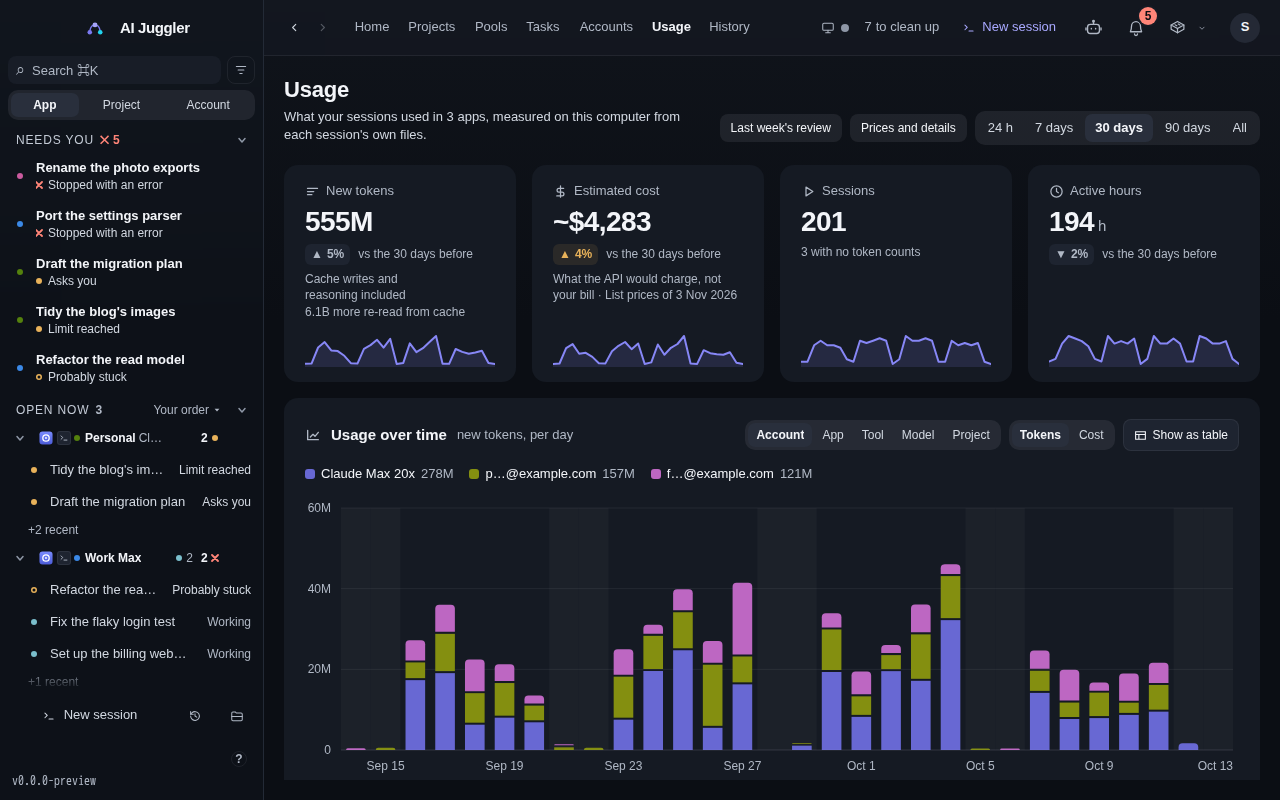 AI Juggler
Search ⌘K
App Project Account
NEEDS YOU 5
Rename the photo exports
Stopped with an error
Port the settings parser
Stopped with an error
Draft the migration plan
Asks you
Tidy the blog's images
Limit reached
Refactor the read model
Probably stuck
OPEN NOW 3 Your order
Personal Cl… 2
Tidy the blog's im… Limit reached
Draft the migration plan Asks you
+2 recent
Work Max 2 2
Refactor the rea… Probably stuck
Fix the flaky login test Working
Set up the billing web… Working
+1 recent
New session
?
v0.0.0-preview
Home Projects Pools Tasks Accounts Usage History
7 to clean up New session 5 S
Usage
What your sessions used in 3 apps, measured on this computer from
each session's own files.
Last week's review Prices and details 24 h 7 days 30 days 90 days All
New tokens
555M
▲ 5% vs the 30 days before
Cache writes and
reasoning included
6.1B more re-read from cache
Estimated cost
~$4,283
▲ 4% vs the 30 days before
What the API would charge, not
your bill · List prices of 3 Nov 2026
Sessions
201
3 with no token counts
Active hours
194 h
▼ 2% vs the 30 days before
Usage over time new tokens, per day
Account App Tool Model Project Tokens Cost Show as table
Claude Max 20x 278M p…@example.com 157M f…@example.com 121M
60M
40M
20M
0
Sep 15 Sep 19 Sep 23 Sep 27 Oct 1 Oct 5 Oct 9 Oct 13